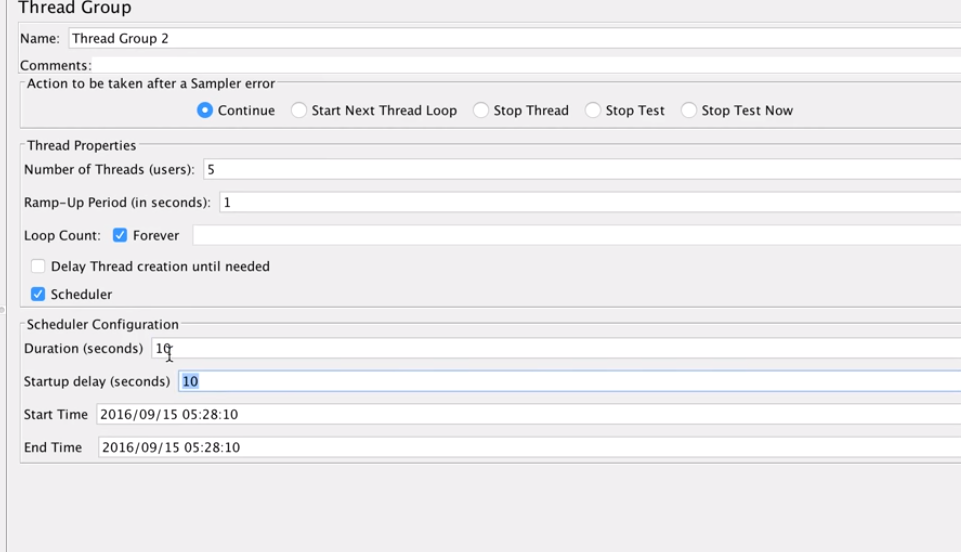 Thread Group
Name: Thread Group 2
Comments:
Action to be taken after a Sampler error
Continue Start Next Thread Loop Stop Thread Stop Test Stop Test Now
Thread Properties
Number of Threads (users): 5
Ramp-Up Period (in seconds): 1
Loop Count: Forever
Delay Thread creation until needed
Scheduler
Scheduler Configuration
Duration (seconds) 10
Startup delay (seconds) 10
Start Time 2016/09/15 05:28:10
End Time 2016/09/15 05:28:10